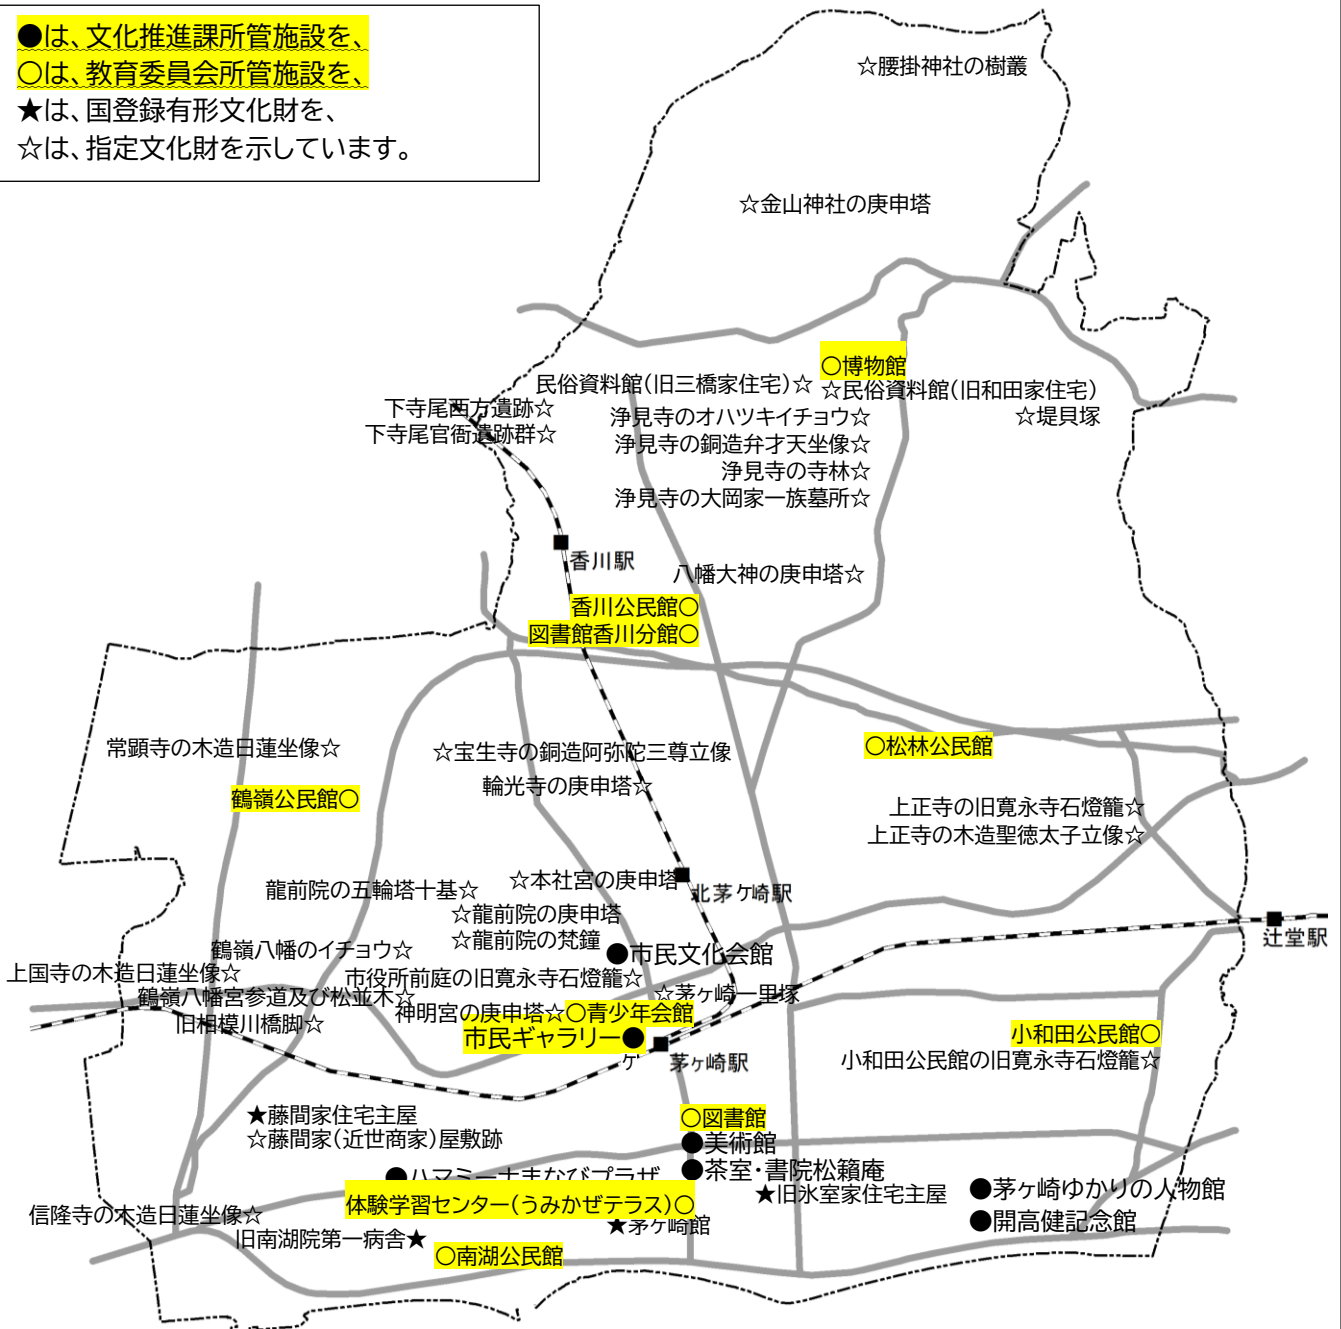 ●は、文化推進課所管施設を、
○は、教育委員会所管施設を、
★は、国登録有形文化財を、
☆は、指定文化財を示しています。
☆腰掛神社の樹叢
☆金山神社の庚申塔
○博物館
民俗資料館(旧三橋家住宅)☆
☆民俗資料館(旧和田家住宅)
下寺尾西方遺跡☆
浄見寺のオハツキイチョウ☆
☆堤貝塚
下寺尾官衙遺跡群☆
浄見寺の銅造弁才天坐像☆
浄見寺の寺林☆
浄見寺の大岡家一族墓所☆
香川駅
八幡大神の庚申塔☆
香川公民館○
図書館香川分館○
常顕寺の木造日蓮坐像☆
☆宝生寺の銅造阿弥陀三尊立像
○松林公民館
輪光寺の庚申塔☆
鶴嶺公民館○
上正寺の旧寛永寺石燈籠☆
上正寺の木造聖徳太子立像☆
☆本社宮の庚申塔
龍前院の五輪塔十基☆
北茅ケ崎駅
☆龍前院の庚申塔
☆龍前院の梵鐘
辻堂駅
鶴嶺八幡のイチョウ☆
●市民文化会館
上国寺の木造日蓮坐像☆
市役所前庭の旧寛永寺石燈籠☆
鶴嶺八幡宮参道及び松並木☆
☆茅ヶ崎一里塚
神明宮の庚申塔☆
○青少年会館
旧相模川橋脚☆
市民ギャラリー●
小和田公民館○
ケ
茅ヶ崎駅
小和田公民館の旧寛永寺石燈籠☆
★藤間家住宅主屋
○図書館
☆藤間家(近世商家)屋敷跡
●美術館
●ハマミーナまなびプラザ
●茶室・書院松籟庵
★旧氷室家住宅主屋
●茅ヶ崎ゆかりの人物館
体験学習センター(うみかぜテラス)○
信隆寺の木造日蓮坐像☆
★茅ヶ崎館
●開高健記念館
旧南湖院第一病舎★
○南湖公民館